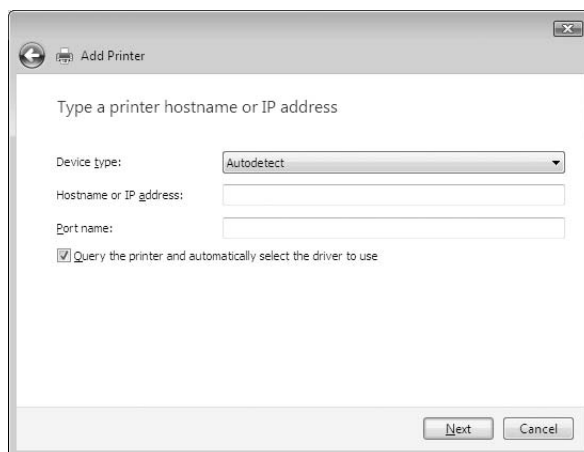 Add Printer
Type a printer hostname or IP address
Device type: Autodetect
Hostname or IP address:
Port name:
Query the printer and automatically select the driver to use
Next Cancel